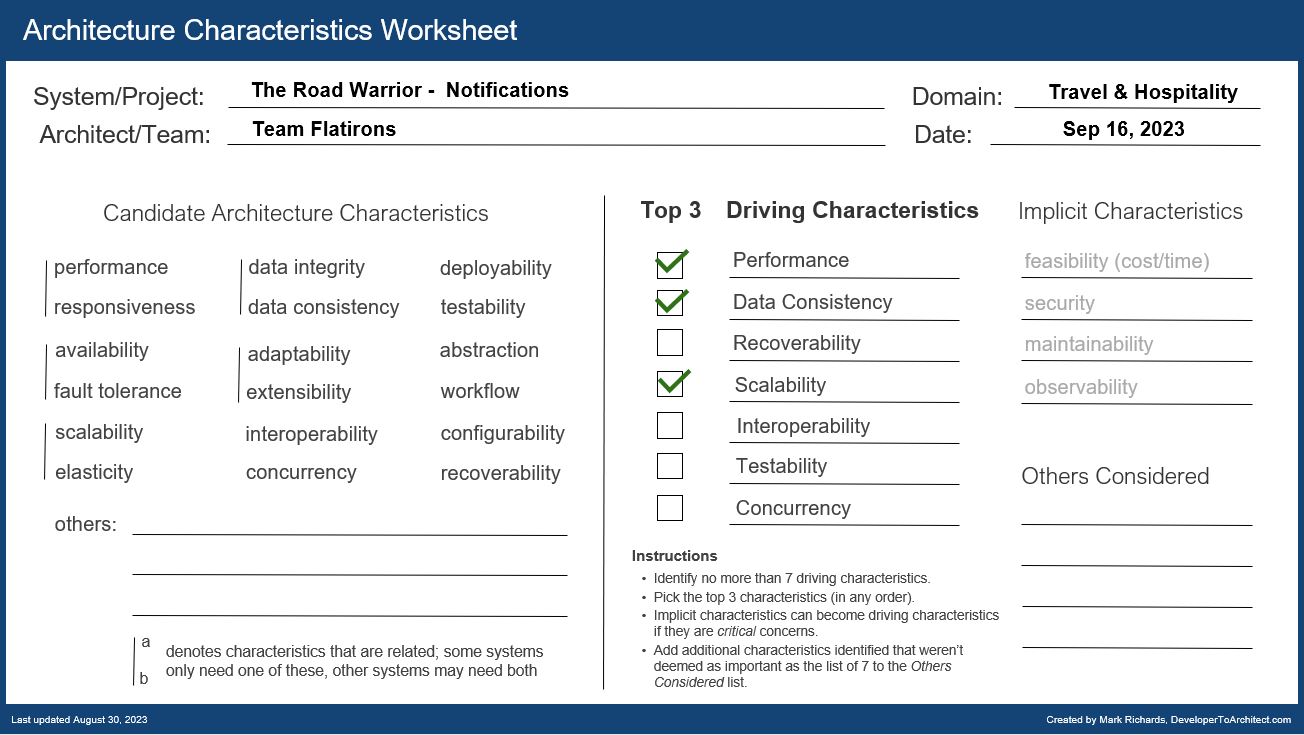 Architecture Characteristics Worksheet
System/Project: The Road Warrior - Notifications
Domain: Travel & Hospitality
Architect/Team: Team Flatirons
Date: Sep 16, 2023
Candidate Architecture Characteristics
performance data integrity deployability
responsiveness data consistency testability
availability adaptability abstraction
fault tolerance extensibility workflow
scalability interoperability configurability
elasticity concurrency recoverability
others:
a
b
denotes characteristics that are related; some systems
only need one of these, other systems may need both
Top 3 Driving Characteristics
Performance
Data Consistency
Recoverability
Scalability
Interoperability
Testability
Concurrency
Instructions
• Identify no more than 7 driving characteristics.
• Pick the top 3 characteristics (in any order).
• Implicit characteristics can become driving characteristics
if they are critical concerns.
• Add additional characteristics identified that weren't
deemed as important as the list of 7 to the Others
Considered list.
Implicit Characteristics
feasibility (cost/time)
security
maintainability
observability
Others Considered
Last updated August 30, 2023
Created by Mark Richards, DeveloperToArchitect.com